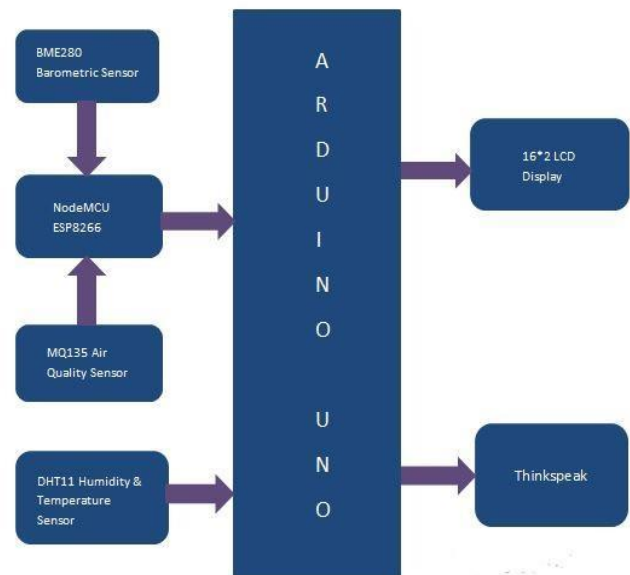 BME280
Barometric Sensor
NodeMCU
ESP8266
MQ135 Air
Quality Sensor
DHT11 Humidity &
Temperature
Sensor
A
R
D
U
I
N
O
U
N
O
16*2 LCD
Display
Thinkspeak